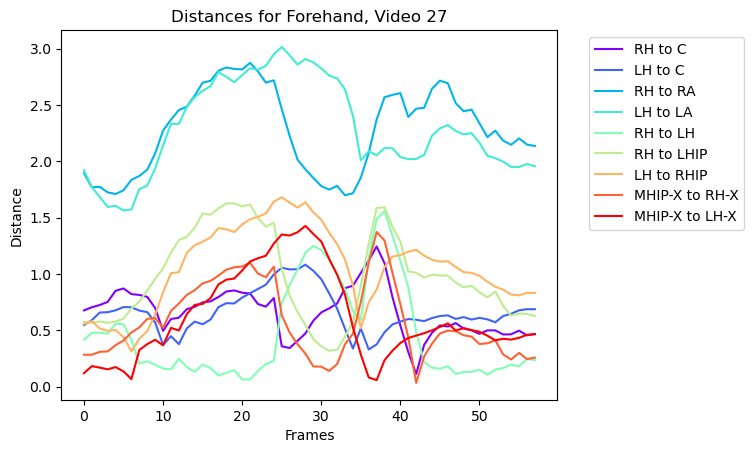 Distances for Forehand, Video 27
3.0
2.5
2.0
1.5
1.0
0.5
0.0
Distance
0
10
20
30
40
50
Frames
RH to C
LH to C
RH to RA
LH to LA
RH to LH
RH to LHIP
LH to RHIP
MHIP-X to RH-X
MHIP-X to LH-X